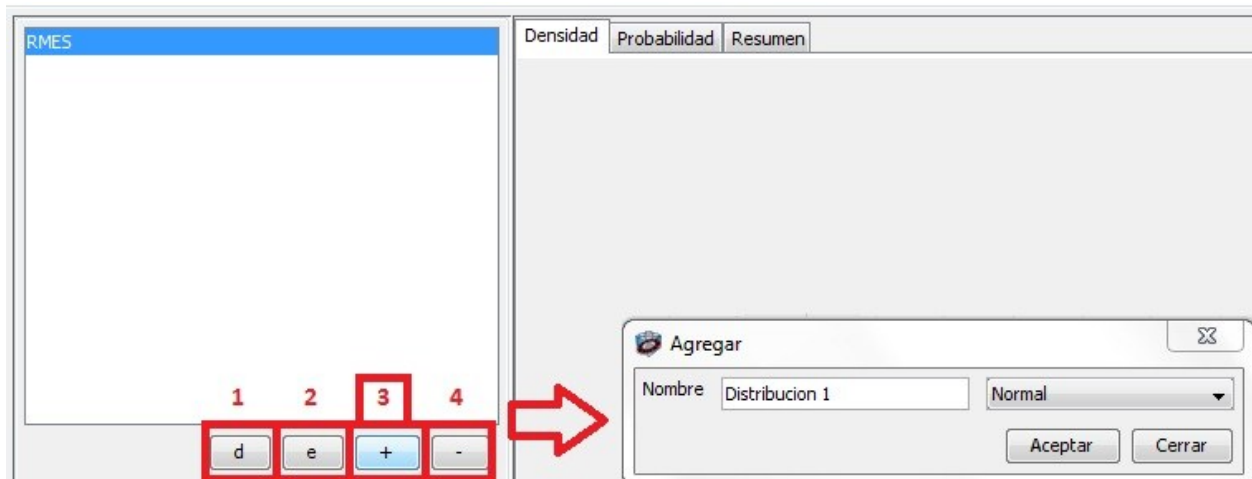 RMES
Densidad Probabilidad Resumen
Agregar
Nombre Distribucion 1 Normal
1 2 3 4
d e + -
Aceptar Cerrar